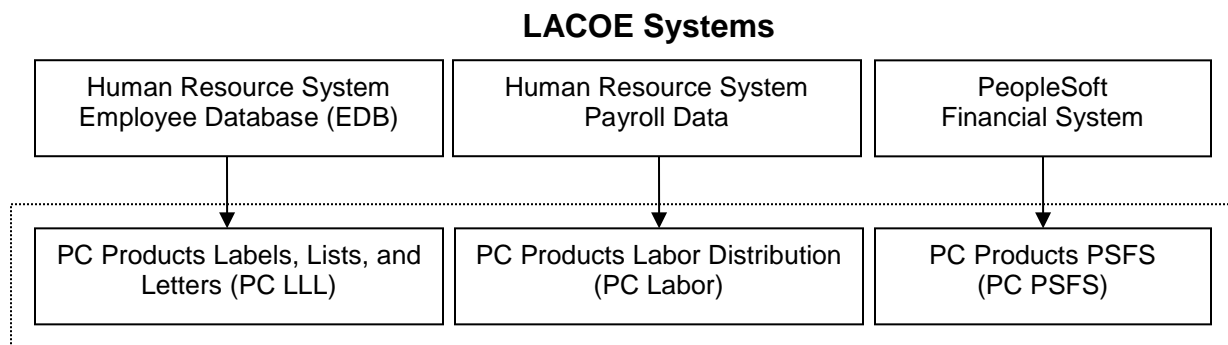 LACOE Systems
Human Resource System
Employee Database (EDB)
Human Resource System
Payroll Data
PeopleSoft
Financial System
PC Products Labels, Lists, and
Letters (PC LLL)
PC Products Labor Distribution
(PC Labor)
PC Products PSFS
(PC PSFS)